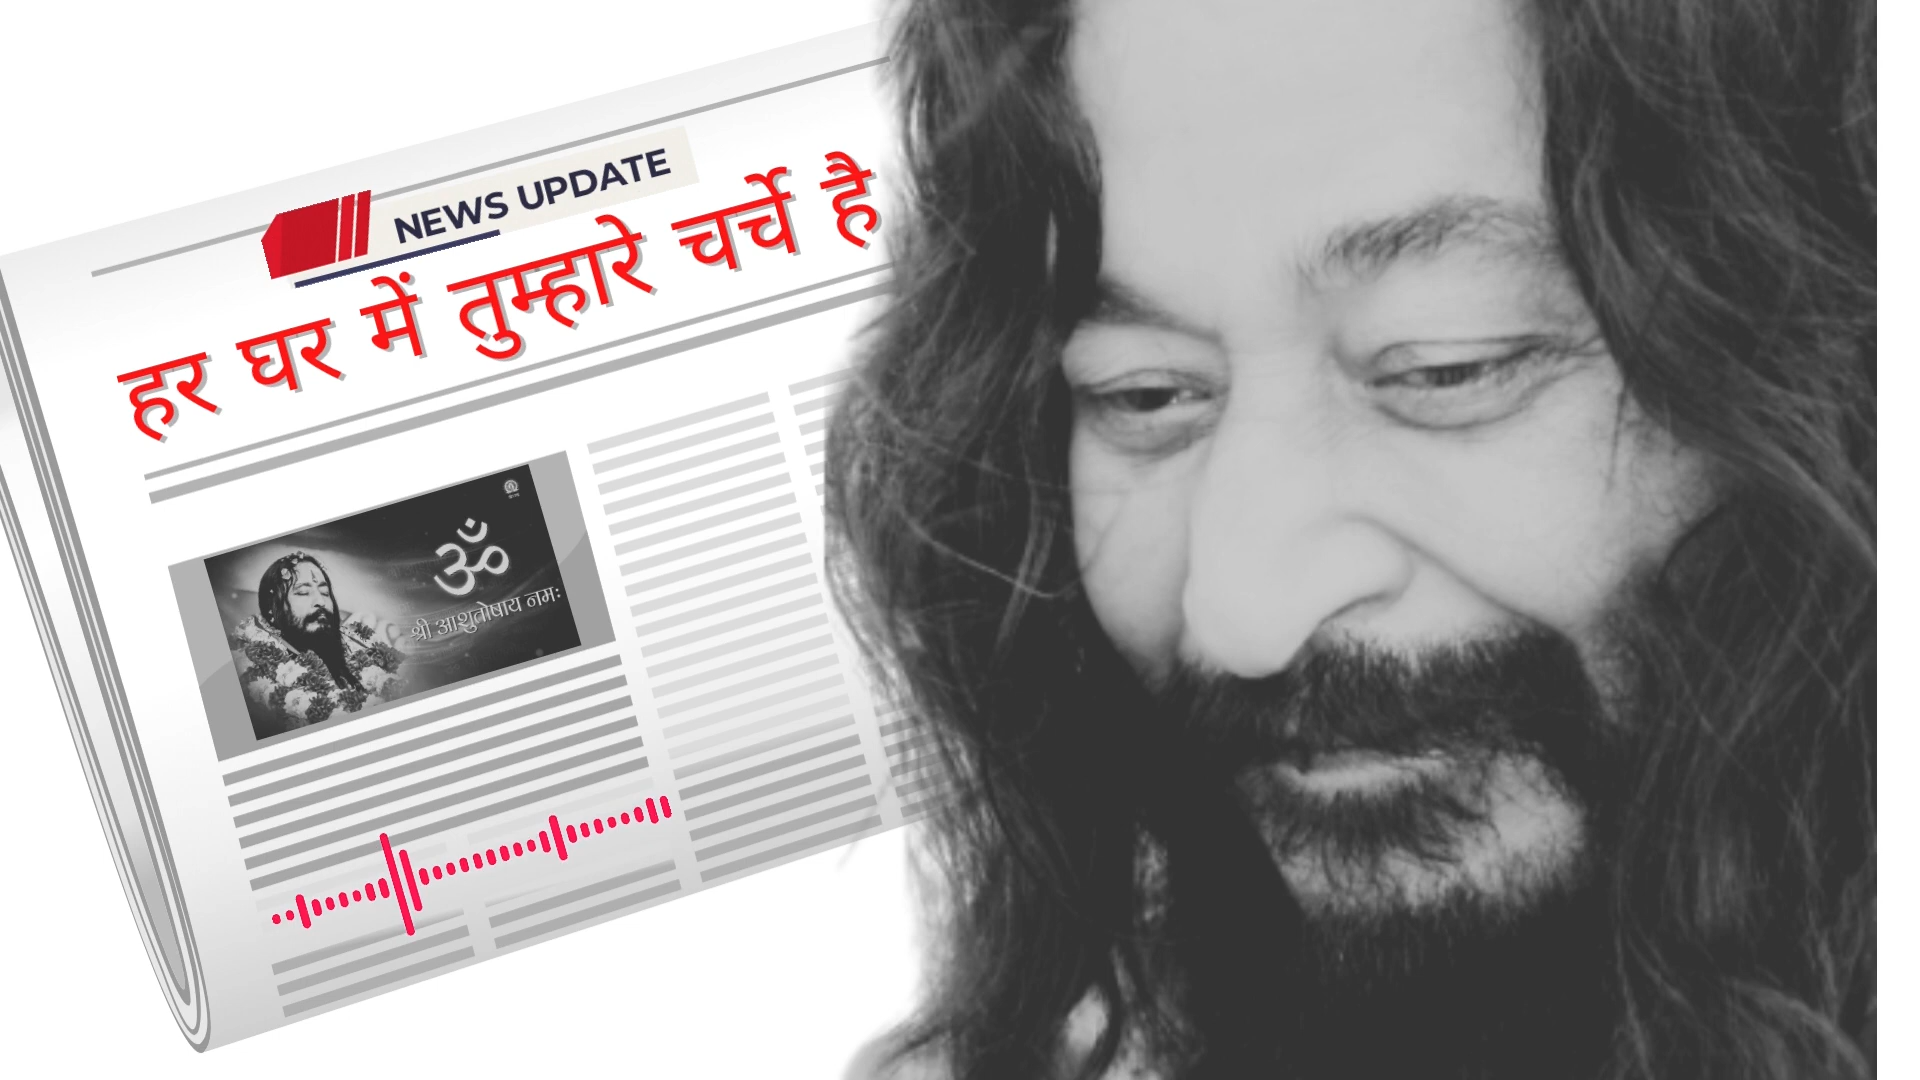 NEWS UPDATE
हर घर में तुम्हारे चर्चे है
ॐ
श्री आशुतोषाय नमः